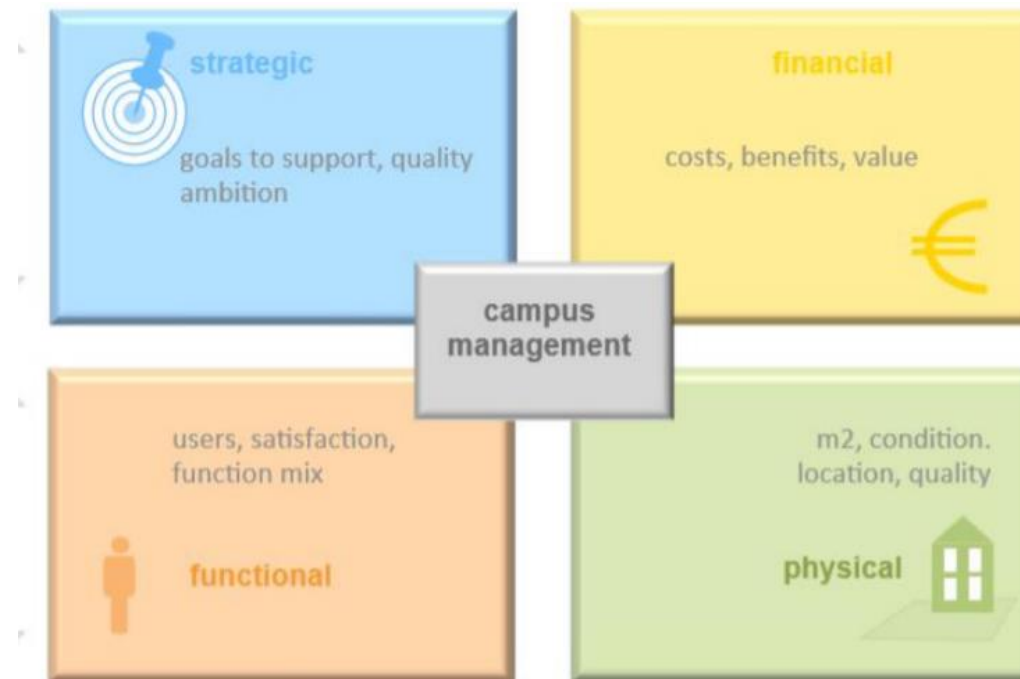 strategic
goals to support, quality
ambition
financial
costs, benefits, value
€
campus
management
users, satisfaction,
function mix
functional
m2, condition.
location, quality
physical